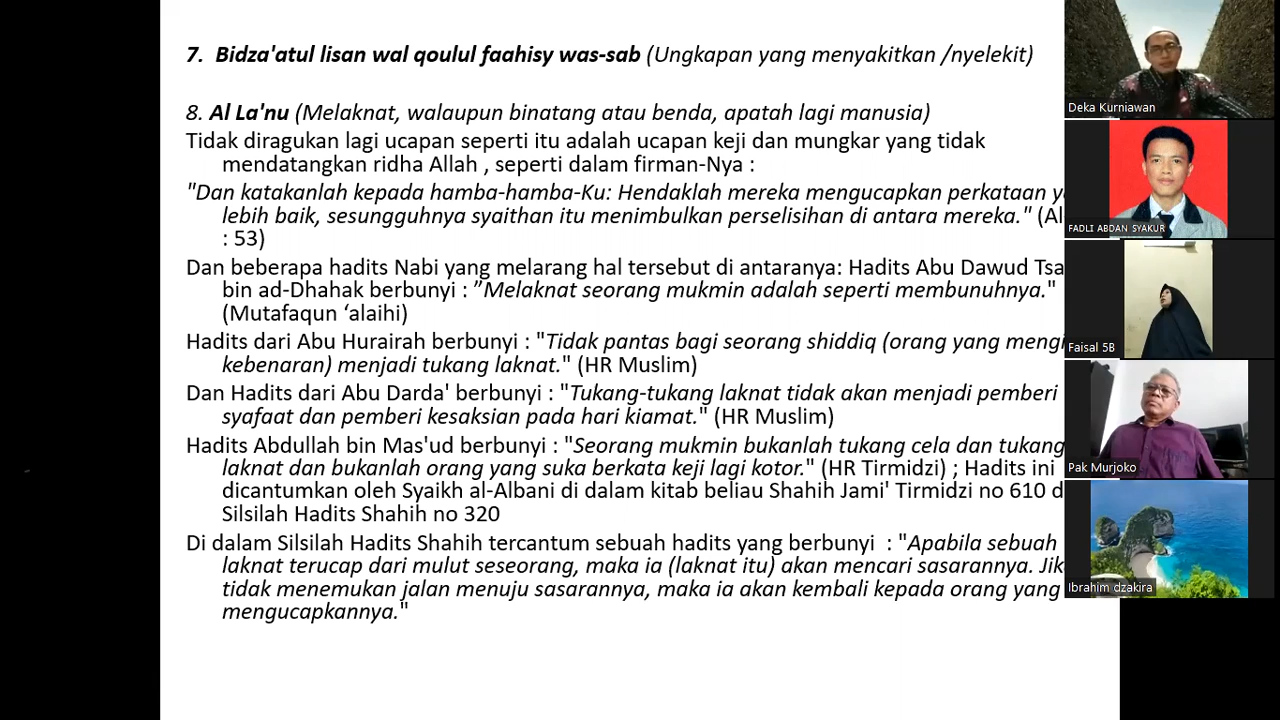 7. Bidza'atul lisan wal qoulul faahisy was-sab (Ungkapan yang menyakitkan /nyelekit)
8. Al La'nu (Melaknat, walaupun binatang atau benda, apatah lagi manusia)
Tidak diragukan lagi ucapan seperti itu adalah ucapan keji dan mungkar yang tidak
mendatangkan ridha Allah , seperti dalam firman-Nya :
"Dan katakanlah kepada hamba-hamba-Ku: Hendaklah mereka mengucapkan perkataan
lebih baik, sesungguhnya syaithan itu menimbulkan perselisihan di antara mereka." (Al
: 53)
Dan beberapa hadits Nabi yang melarang hal tersebut di antaranya: Hadits Abu Dawud Tsa
bin ad-Dhahak berbunyi : "Melaknat seorang mukmin adalah seperti membunuhnya."
(Mutafaqun ‘alaihi)
Hadits dari Abu Hurairah berbunyi : "Tidak pantas bagi seorang shiddiq (orang yang
kebenaran) menjadi tukang laknat." (HR Muslim)
Dan Hadits dari Abu Darda' berbunyi : "Tukang-tukang laknat tidak akan menjadi pemberi
syafaat dan pemberi kesaksian pada hari kiamat." (HR Muslim)
Hadits Abdullah bin Mas'ud berbunyi : "Seorang mukmin bukanlah tukang cela dan tukang
laknat dan bukanlah orang yang suka berkata keji lagi kotor." (HR Tirmidzi) ; Hadits ini
dicantumkan oleh Syaikh al-Albani di dalam kitab beliau Shahih Jami' Tirmidzi no 610 d
Silsilah Hadits Shahih no 320
Di dalam Silsilah Hadits Shahih tercantum sebuah hadits yang berbunyi : "Apabila sebuah
laknat terucap dari mulut seseorang, maka ia (laknat itu) akan mencari sasarannya. Jik
tidak menemukan jalan menuju sasarannya, maka ia akan kembali kepada orang yang
mengucapkannya."
Deka Kurniawan
FADLI ABDAN SYAKUR
Faisal 5B
Pak Murjoko
Ibrahim dzakira